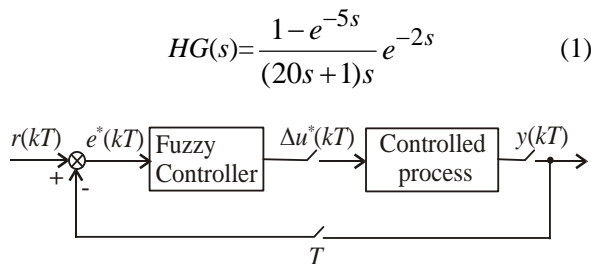 HG(s)=\frac{1-e^{-5s}}{(20s+1)s}e^{-2s} (1)
r(kT) e*(kT) Fuzzy Controller Δu*(kT) Controlled process y(kT)
+ -
T